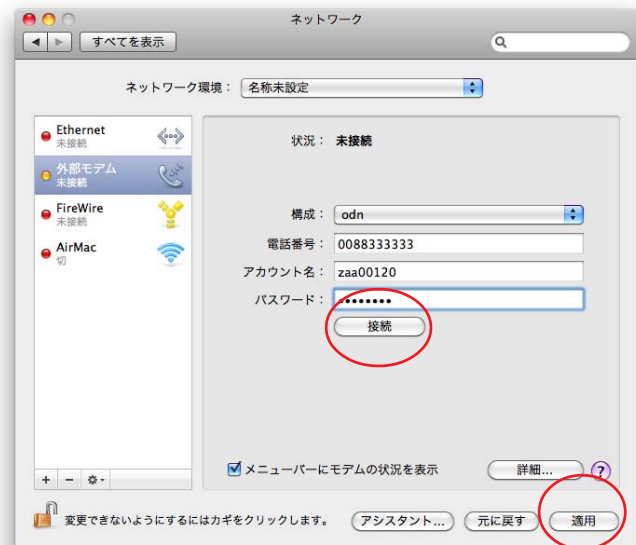 ネットワーク
すべてを表示
ネットワーク環境： 名称未設定
Ethernet
未接続
外部モデム
未接続
FireWire
未接続
AirMac
切
状況： 未接続
構成： odn
電話番号： 0088333333
アカウント名： zaa00120
パスワード： ••••••••
接続
メニューバーにモデムの状況を表示
詳細... ?
変更できないようにするにはカギをクリックします。
アシスタント... 元に戻す 適用